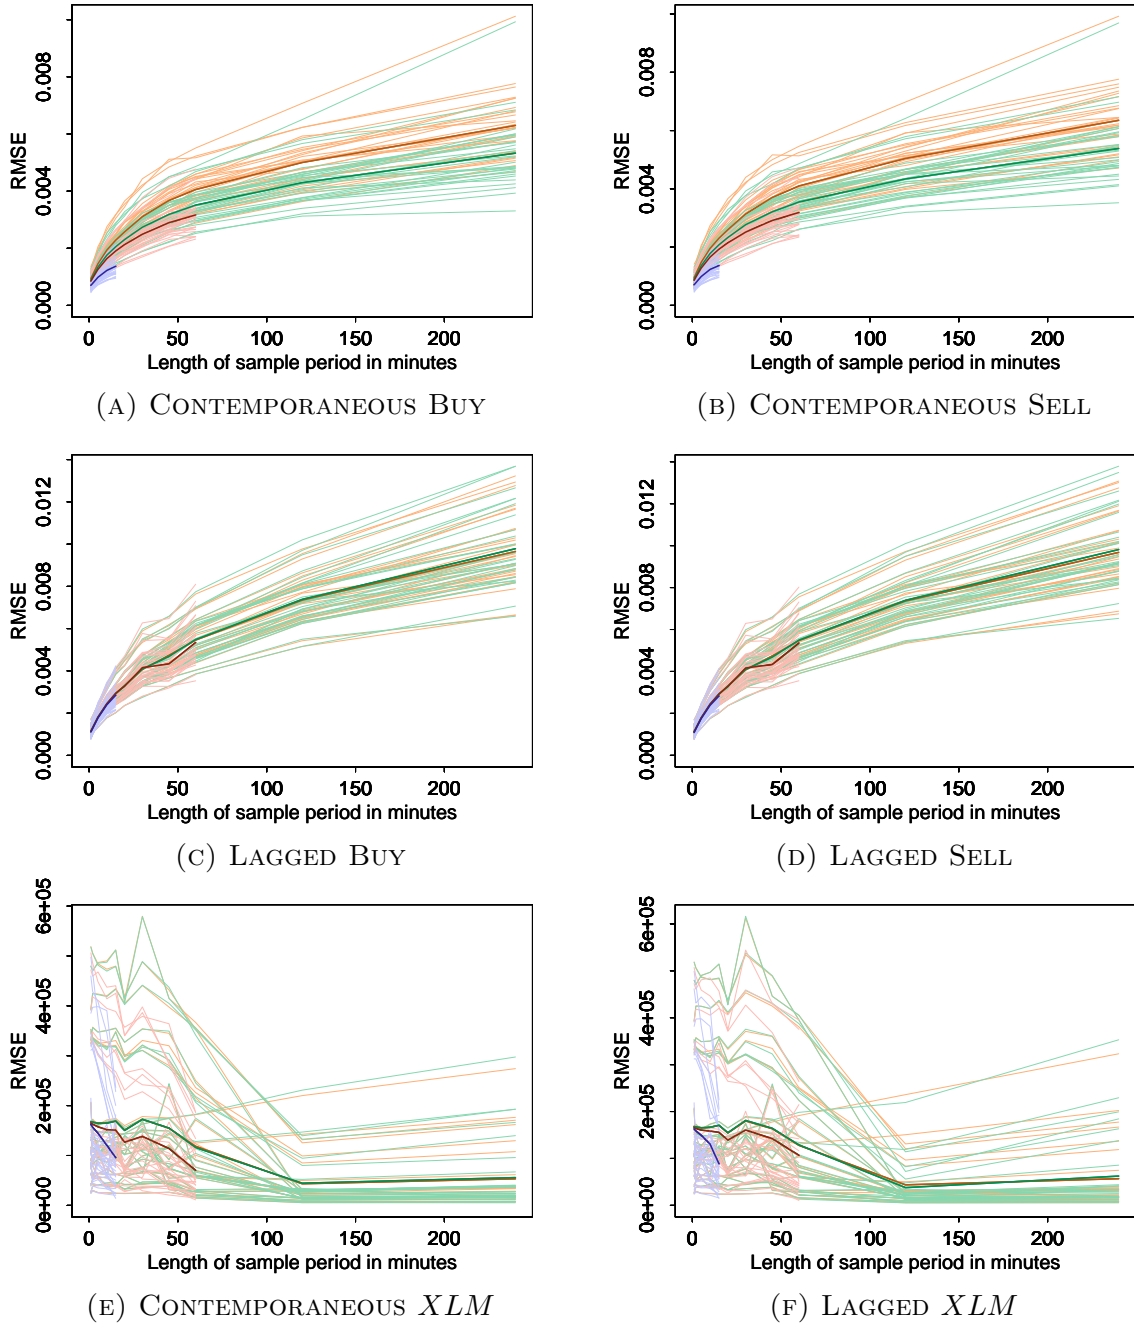 0.008
0.004
0.000
RMSE
0 50 100 150 200
Length of sample period in minutes
(A) CONTEMPORANEOUS BUY
0.008
0.004
0.000
RMSE
0 50 100 150 200
Length of sample period in minutes
(B) CONTEMPORANEOUS SELL
0.012
0.008
0.004
0.000
RMSE
0 50 100 150 200
Length of sample period in minutes
(C) LAGGED BUY
0.012
0.008
0.004
0.000
RMSE
0 50 100 150 200
Length of sample period in minutes
(D) LAGGED SELL
6e+05
4e+05
2e+05
0e+00
RMSE
0 50 100 150 200
Length of sample period in minutes
(E) CONTEMPORANEOUS XLM
6e+05
4e+05
2e+05
0e+00
RMSE
0 50 100 150 200
Length of sample period in minutes
(F) LAGGED XLM